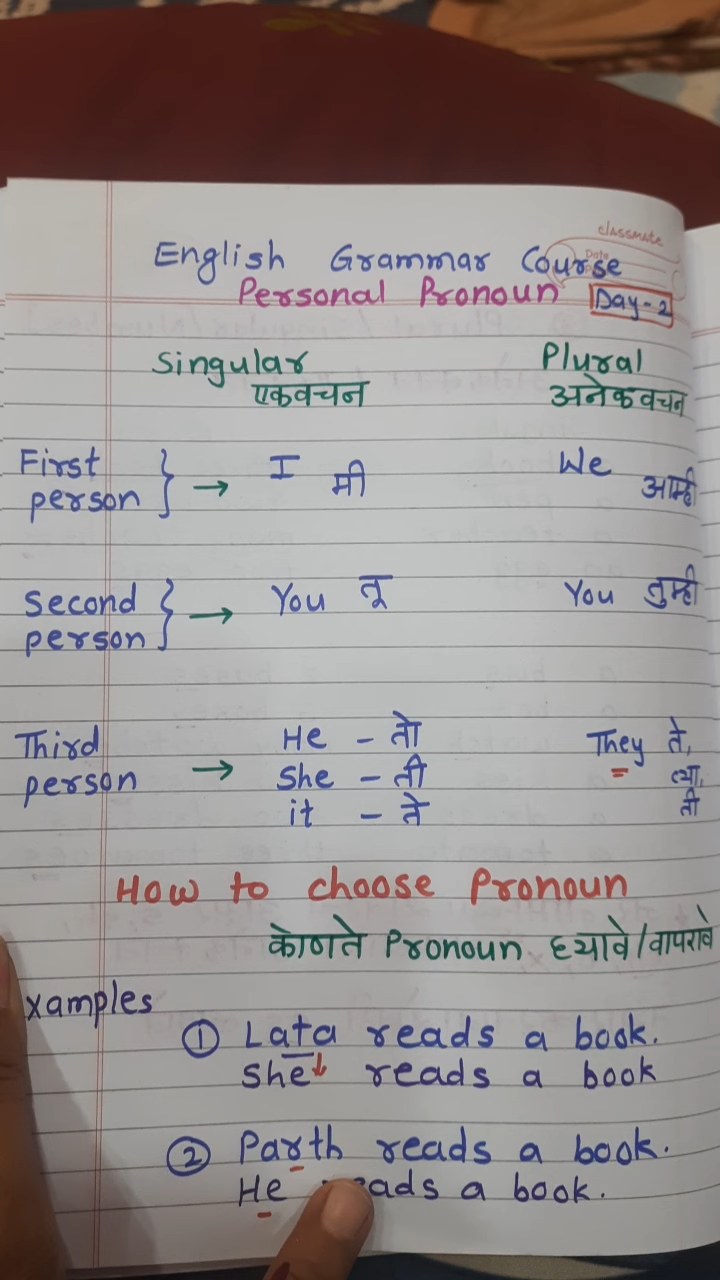 classmate
Date
English Grammar Course
Personal Pronoun Day-2
Singular Plural
एकवचन अनेकवचन
First person } → I मी We आम्ही
Second person } → You तू You तुम्ही
Third person → He - तो They ते,
She - ती त्या,
it - ते ती
How to choose Pronoun
कोणते Pronoun घ्यावे/वापरावे
xamples
① Lata reads a book.
She↓ reads a book
② Parth reads a book.
He eads a book.